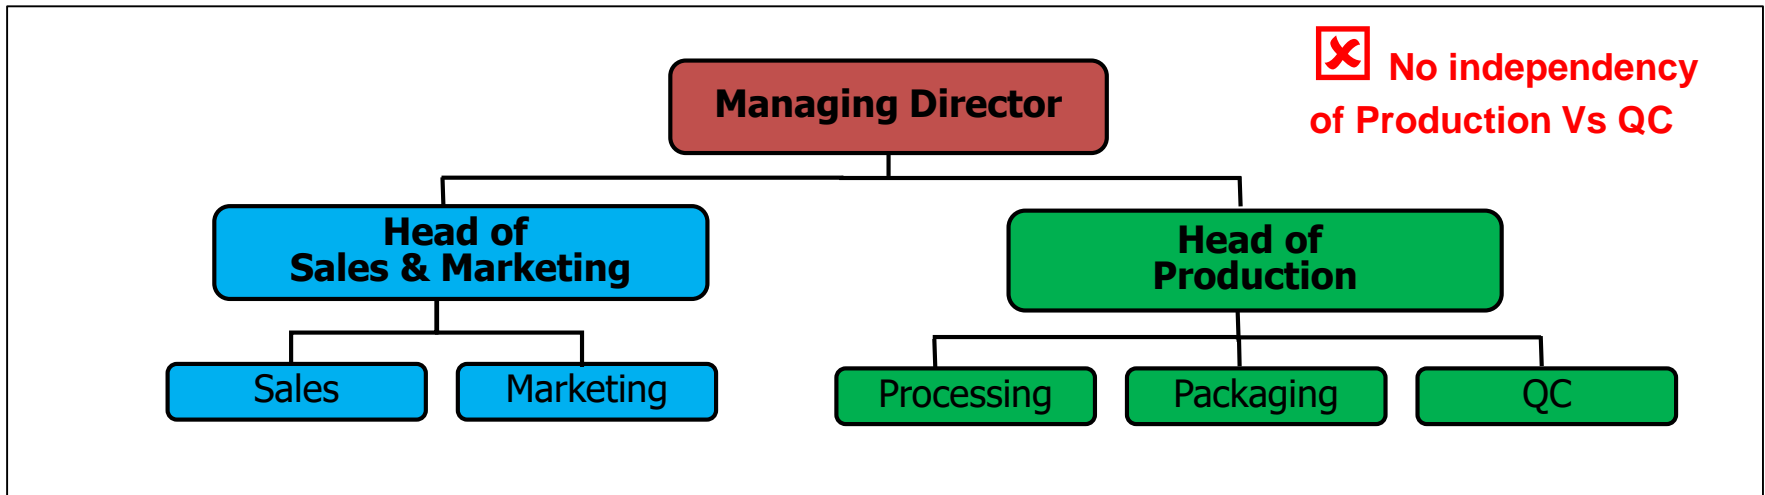 No independency
of Production Vs QC
Managing Director
Head of
Sales & Marketing
Head of
Production
Sales
Marketing
Processing
Packaging
QC